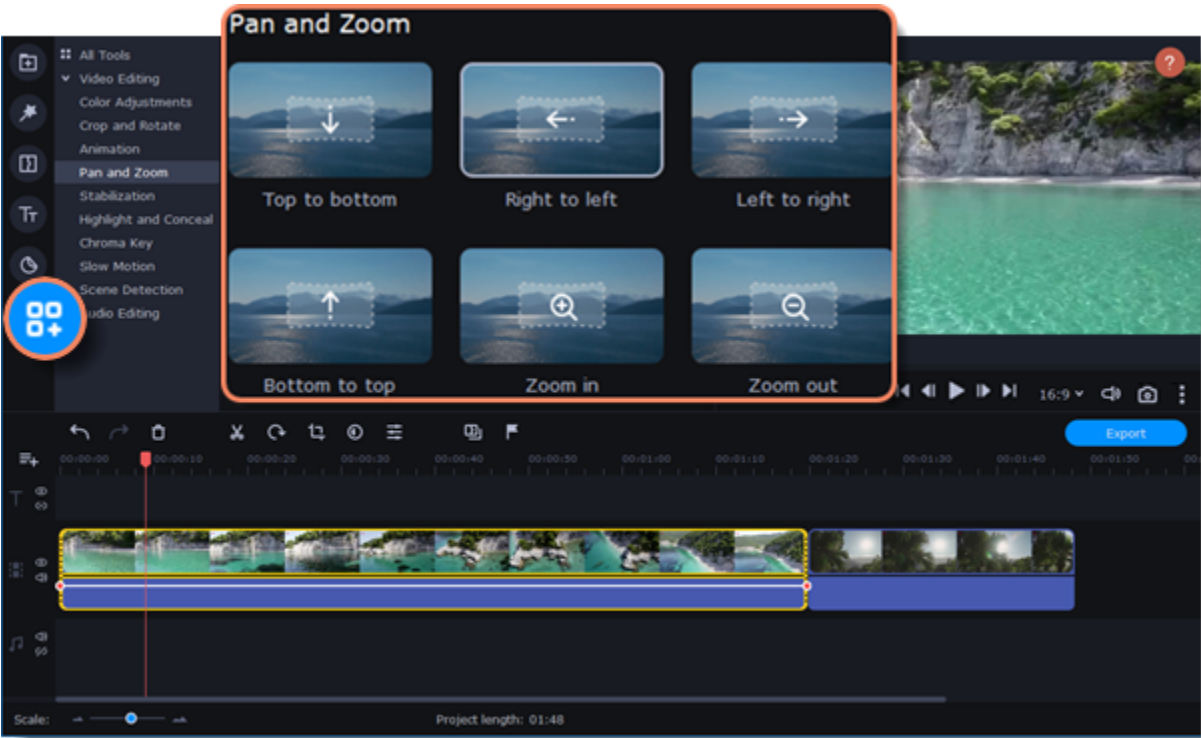 Pan and Zoom
All Tools
Video Editing
Color Adjustments
Crop and Rotate
Animation
Pan and Zoom
Stabilization
Highlight and Conceal
Chroma Key
Slow Motion
Scene Detection
udio Editing
Top to bottom
Right to left
Left to right
Bottom to top
Zoom in
Zoom out
?
16:9
Export
00:00:00 00:00:10 00:00:20 00:00:30 00:00:40 00:00:50 00:01:00 00:01:10 00:01:20 00:01:30 00:01:40 00:01:50 00:
Scale:
Project length: 01:48